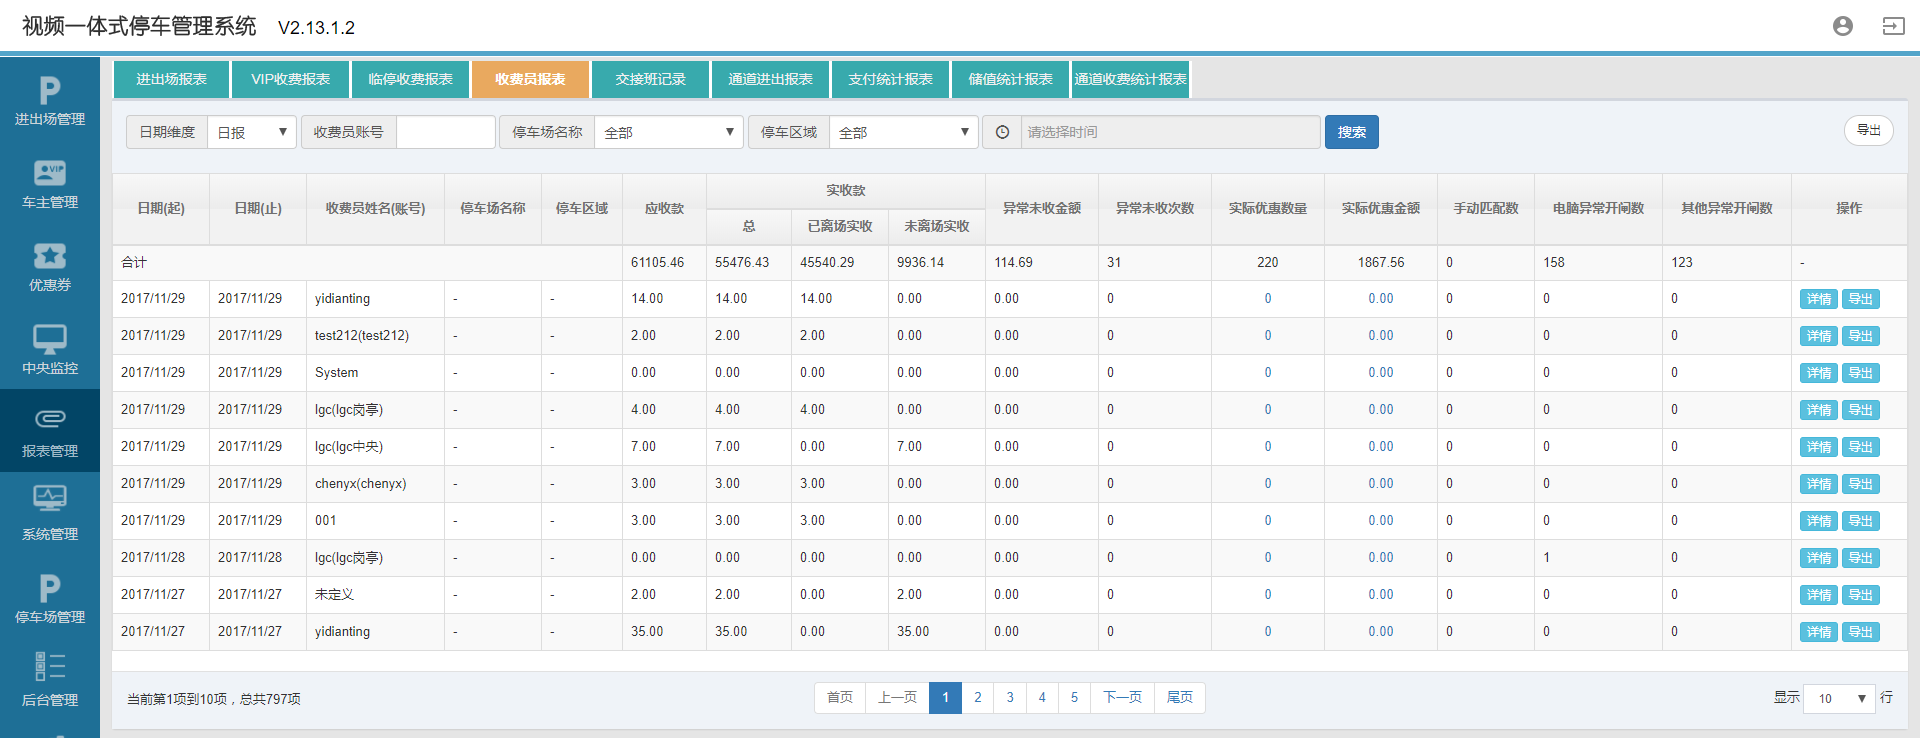 视频一体式停车管理系统 V2.13.1.2
进出场管理
车主管理
优惠券
中央监控
报表管理
系统管理
停车场管理
后台管理
进出场报表 VIP收费报表 临停收费报表 收费员报表 交接班记录 通道进出报表 支付统计报表 储值统计报表 通道收费统计报表
日期维度 日报 ▼ 收费员账号 停车场名称 全部 ▼ 停车区域 全部 ▼ 请选择时间 搜索 导出
日期(起) 日期(止) 收费员姓名(账号) 停车场名称 停车区域 应收款 实收款 异常未收金额 异常未收次数 实际优惠数量 实际优惠金额 手动匹配数 电脑异常开闸数 其他异常开闸数 操作
总 已离场实收 未离场实收
合计 61105.46 55476.43 45540.29 9936.14 114.69 31 220 1867.56 0 158 123 -
2017/11/29 2017/11/29 yidianting - - 14.00 14.00 14.00 0.00 0.00 0 0 0.00 0 0 0 详情 导出
2017/11/29 2017/11/29 test212(test212) - - 2.00 2.00 2.00 0.00 0.00 0 0 0.00 0 0 0 详情 导出
2017/11/29 2017/11/29 System - - 0.00 0.00 0.00 0.00 0.00 0 0 0.00 0 0 0 详情 导出
2017/11/29 2017/11/29 lgc(lgc岗亭) - - 4.00 4.00 4.00 0.00 0.00 0 0 0.00 0 0 0 详情 导出
2017/11/29 2017/11/29 lgc(lgc中央) - - 7.00 7.00 0.00 7.00 0.00 0 0 0.00 0 0 0 详情 导出
2017/11/29 2017/11/29 chenyx(chenyx) - - 3.00 3.00 3.00 0.00 0.00 0 0 0.00 0 0 0 详情 导出
2017/11/29 2017/11/29 001 - - 3.00 3.00 3.00 0.00 0.00 0 0 0.00 0 0 0 详情 导出
2017/11/28 2017/11/28 lgc(lgc岗亭) - - 0.00 0.00 0.00 0.00 0.00 0 0 0.00 0 1 0 详情 导出
2017/11/27 2017/11/27 未定义 - - 2.00 2.00 0.00 2.00 0.00 0 0 0.00 0 0 0 详情 导出
2017/11/27 2017/11/27 yidianting - - 35.00 35.00 0.00 35.00 0.00 0 0 0.00 0 0 0 详情 导出
当前第1项到10项，总共797项 首页 上一页 1 2 3 4 5 下一页 尾页 显示 10 ▼ 行